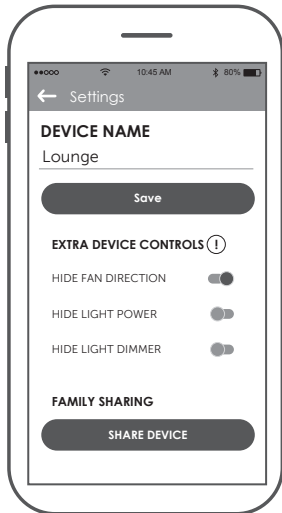 10:45 AM 80%
Settings
DEVICE NAME
Lounge
Save
EXTRA DEVICE CONTROLS !
HIDE FAN DIRECTION
HIDE LIGHT POWER
HIDE LIGHT DIMMER
FAMILY SHARING
SHARE DEVICE